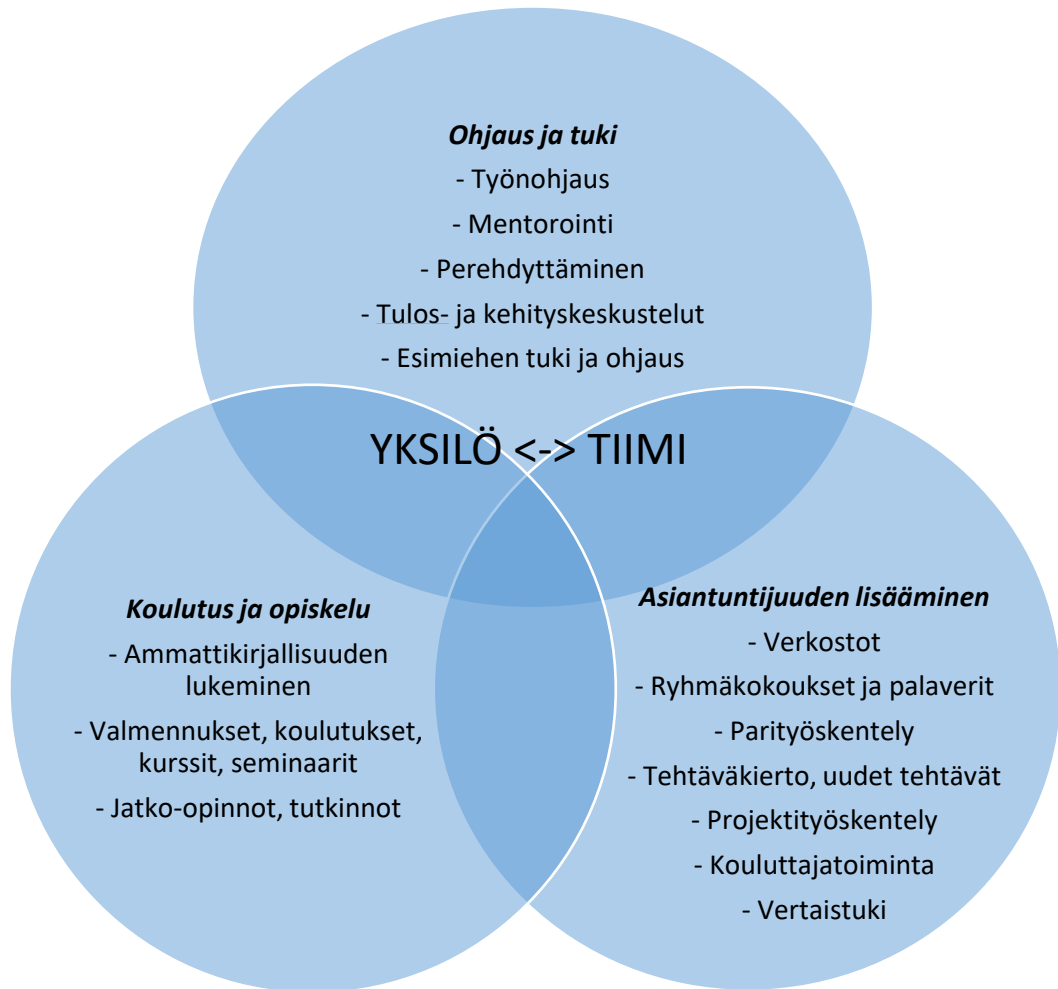 Ohjaus ja tuki
- Työnohjaus
- Mentorointi
- Perehdyttäminen
- Tulos- ja kehityskeskustelut
- Esimiehen tuki ja ohjaus
YKSILÖ <-> TIIMI
Koulutus ja opiskelu
- Ammattikirjallisuuden
lukeminen
- Valmennukset, koulutukset,
kurssit, seminaarit
- Jatko-opinnot, tutkinnot
Asiantuntijuuden lisääminen
- Verkostot
- Ryhmäkokoukset ja palaverit
- Parityöskentely
- Tehtäväkierto, uudet tehtävät
- Projektityöskentely
- Kouluttajatoiminta
- Vertaistuki